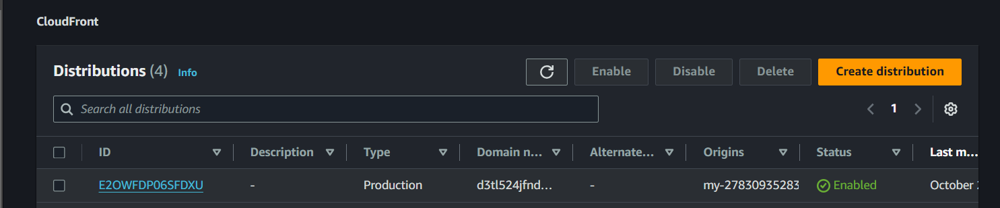 CloudFront
Distributions (4) Info Enable Disable Delete Create distribution
Search all distributions 1
ID Description Type Domain n... Alternate... Origins Status Last m...
E2OWFDP06SFDXU - Production d3tl524jfnd... - my-27830935283 Enabled October